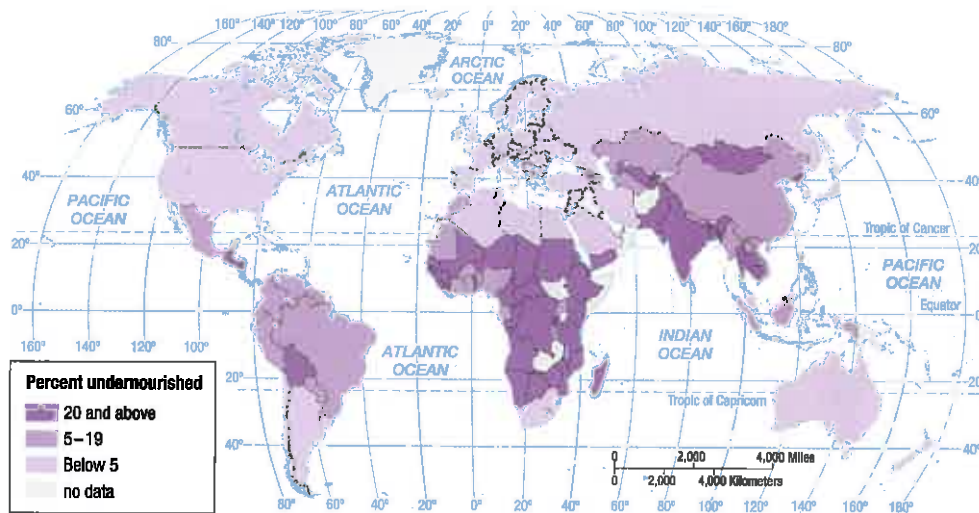 160° 140° 120° 100° 80° 60° 40° 20° 0° 20° 40° 60° 80° 100° 120° 140° 160°
80°
80°
ARCTIC
OCEAN
60°
60°
40°
40°
PACIFIC
OCEAN
ATLANTIC
OCEAN
Tropic of Cancer
20°
20°
PACIFIC
OCEAN
160° 140° 120°
0°
Equator
0°
100°
ATLANTIC
OCEAN
INDIAN
OCEAN
20°
20°
Tropic of Capricorn
40°
40°
80° 60° 40° 20° 0° 20° 40° 60° 80° 100° 120° 140° 160°
0 2,000 4,000 Miles
0 2,000 4,000 Kilometers
Percent undernourished
20 and above
5–19
Below 5
no data